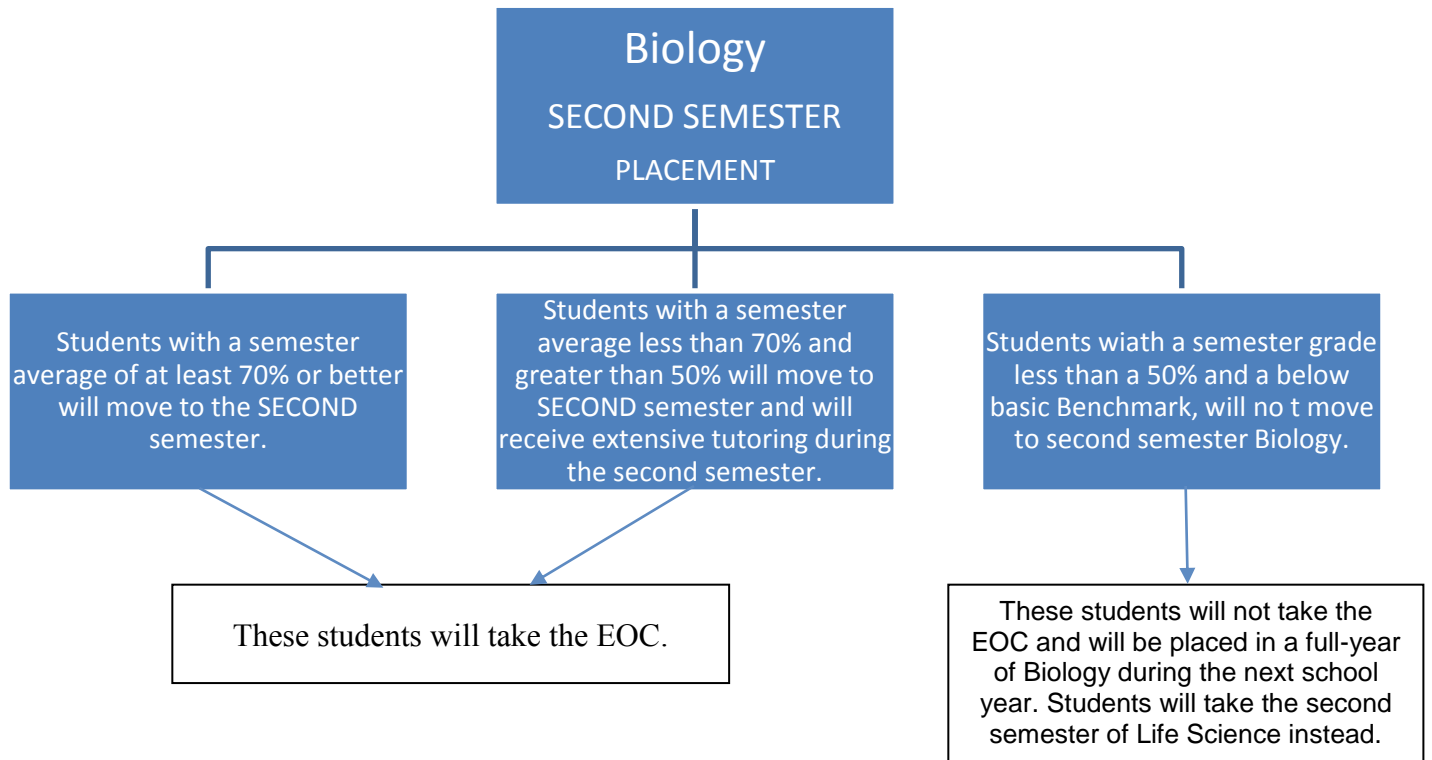 Biology
SECOND SEMESTER
PLACEMENT
Students with a semester
average of at least 70% or better
will move to the SECOND
semester.
Students with a semester
average less than 70% and
greater than 50% will move to
SECOND semester and will
receive extensive tutoring during
the second semester.
Students wiath a semester grade
less than a 50% and a below
basic Benchmark, will no t move
to second semester Biology.
These students will take the EOC.
These students will not take the
EOC and will be placed in a full-year
of Biology during the next school
year. Students will take the second
semester of Life Science instead.